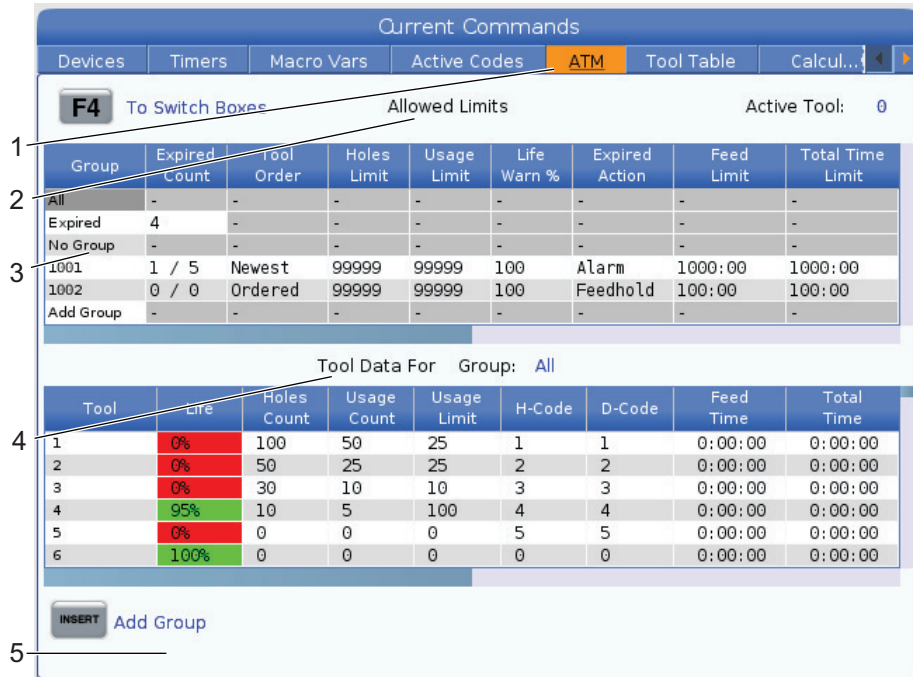 Current Commands
Devices Timers Macro Vars Active Codes ATM Tool Table Calcul...
F4 To Switch Boxes Allowed Limits Active Tool: 0
1
Group Expired Count Tool Order Holes Limit Usage Limit Life Warn % Expired Action Feed Limit Total Time Limit
2
All - - - - - - - -
Expired 4 - - - - - - -
No Group - - - - - - - -
3
1001 1 / 5 Newest 99999 99999 100 Alarm 1000:00 1000:00
1002 0 / 0 Ordered 99999 99999 100 Feedhold 100:00 100:00
Add Group - - - - - - - -
Tool Data For Group: All
Tool Life Holes Count Usage Count Usage Limit H-Code D-Code Feed Time Total Time
4
1 0% 100 50 25 1 1 0:00:00 0:00:00
2 0% 50 25 25 2 2 0:00:00 0:00:00
3 0% 30 10 10 3 3 0:00:00 0:00:00
4 95% 10 5 100 4 4 0:00:00 0:00:00
5 0% 0 0 0 5 5 0:00:00 0:00:00
6 100% 0 0 0 0 0 0:00:00 0:00:00
INSERT Add Group
5